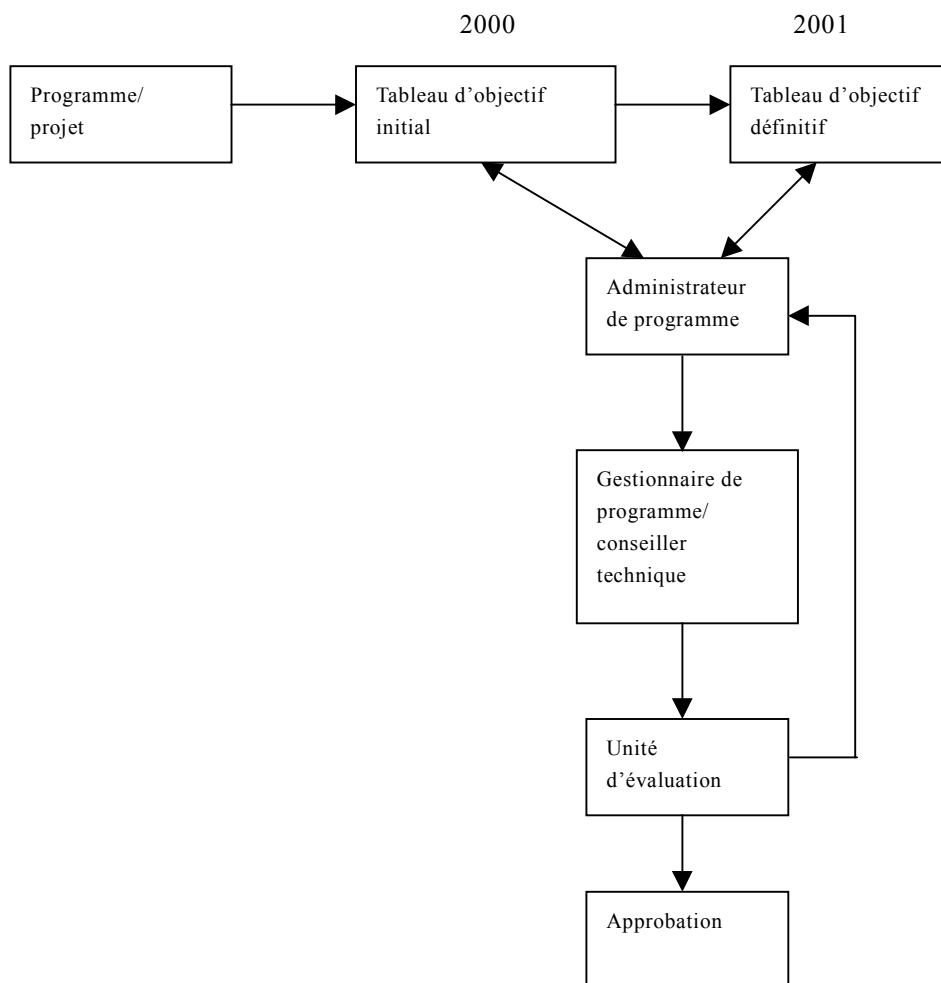 2000
2001
Programme/
projet
Tableau d’objectif
initial
Tableau d’objectif
définitif
Administrateur
de programme
Gestionnaire de
programme/
conseiller
technique
Unité
d’évaluation
Approbation